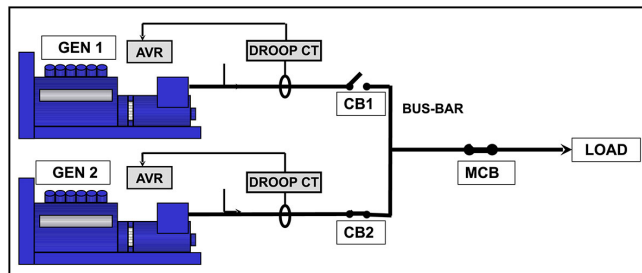 GEN 1
AVR
DROOP CT
CB1
BUS-BAR
GEN 2
AVR
DROOP CT
CB2
MCB
LOAD